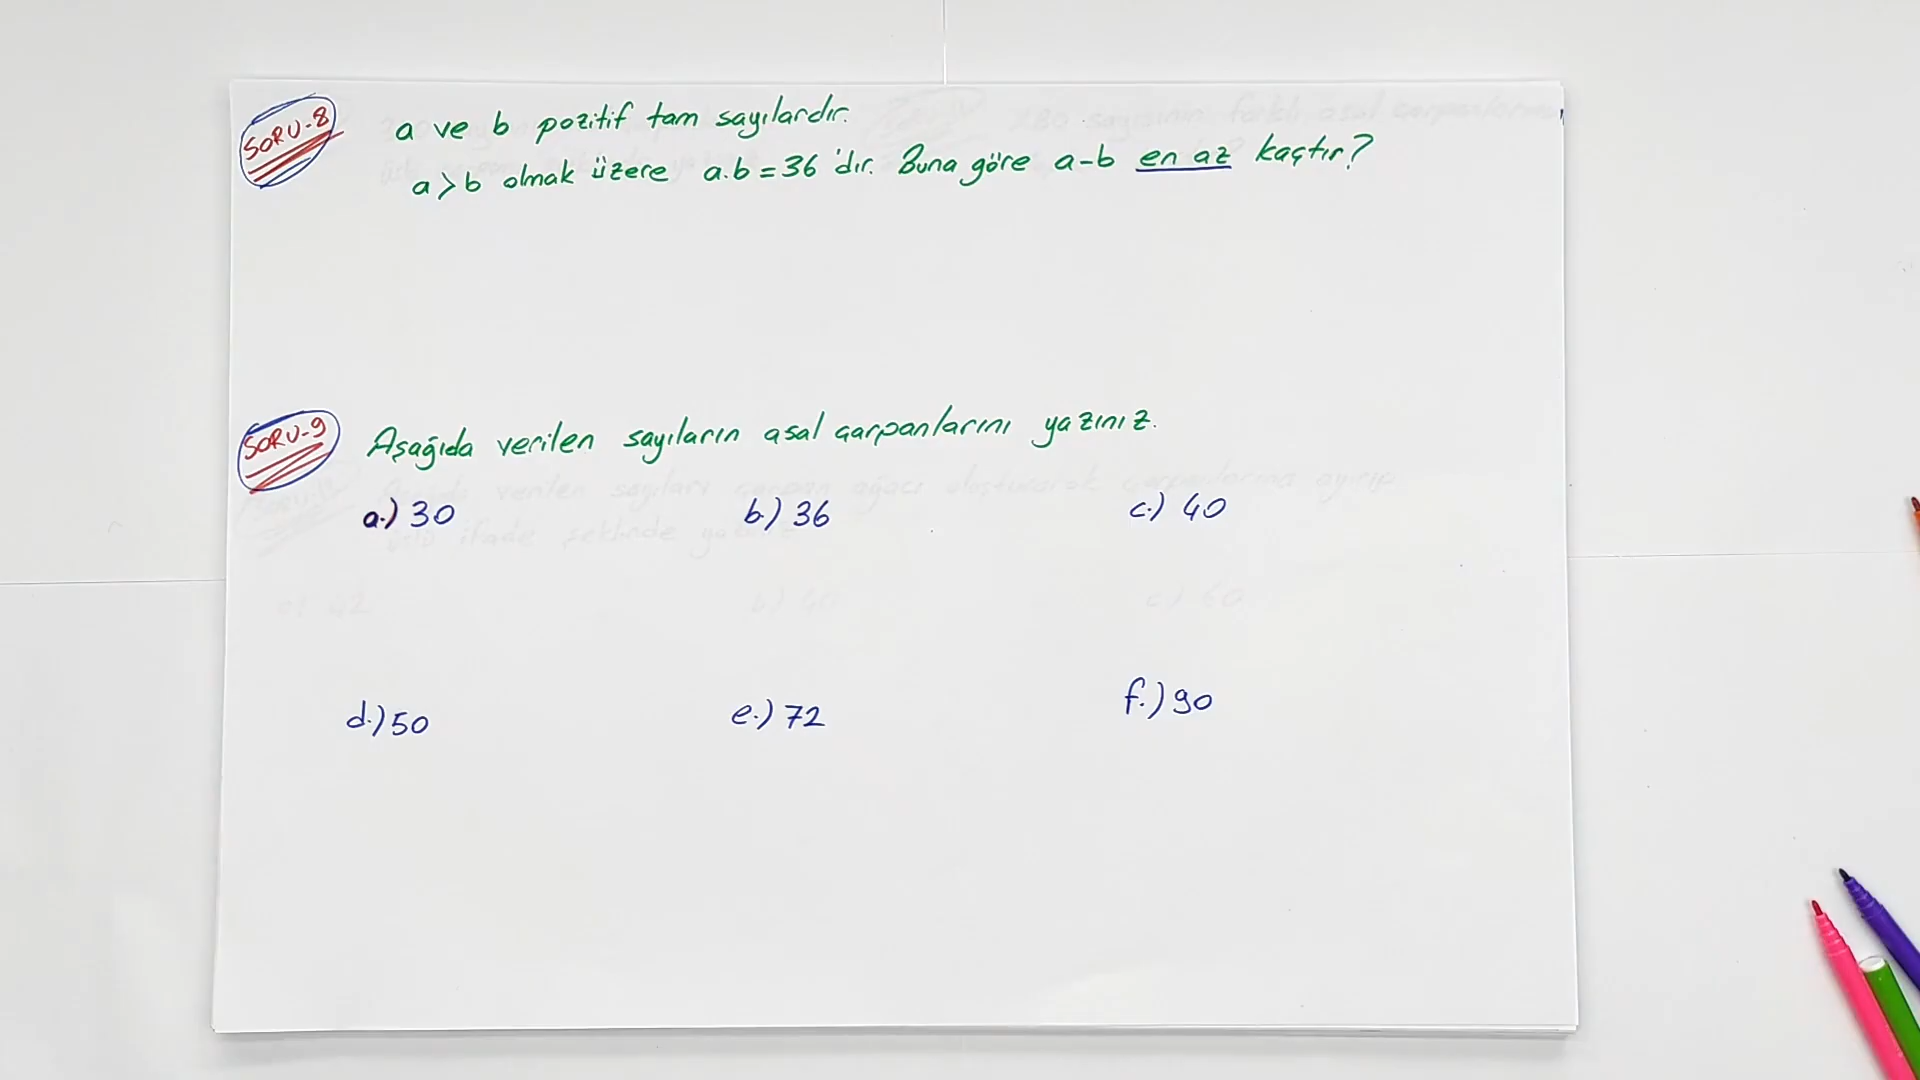 SORU-8
a ve b pozitif tam sayılardır.
a > b olmak üzere a.b = 36 'dır. Buna göre a-b en az kaçtır?
SORU-9
Aşağıda verilen sayıların asal çarpanlarını yazınız.
a.) 30 b.) 36 c.) 40
d.) 50 e.) 72 f.) 90